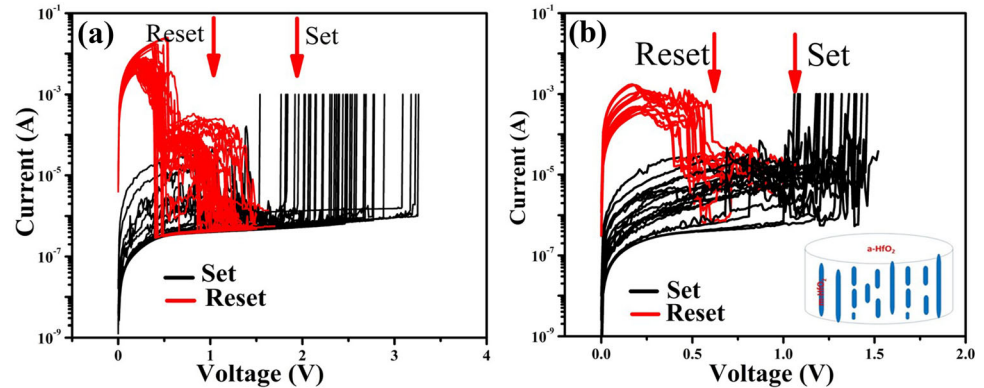 (a)
Reset
Set
Current (A)
10⁻¹
10⁻³
10⁻⁵
10⁻⁷
10⁻⁹
Set
Reset
0 1 2 3 4
Voltage (V)
(b)
Reset
Set
Current (A)
10⁻¹
10⁻³
10⁻⁵
10⁻⁷
10⁻⁹
a-HfO₂
Set
Reset
0.0 0.5 1.0 1.5 2.0
Voltage (V)